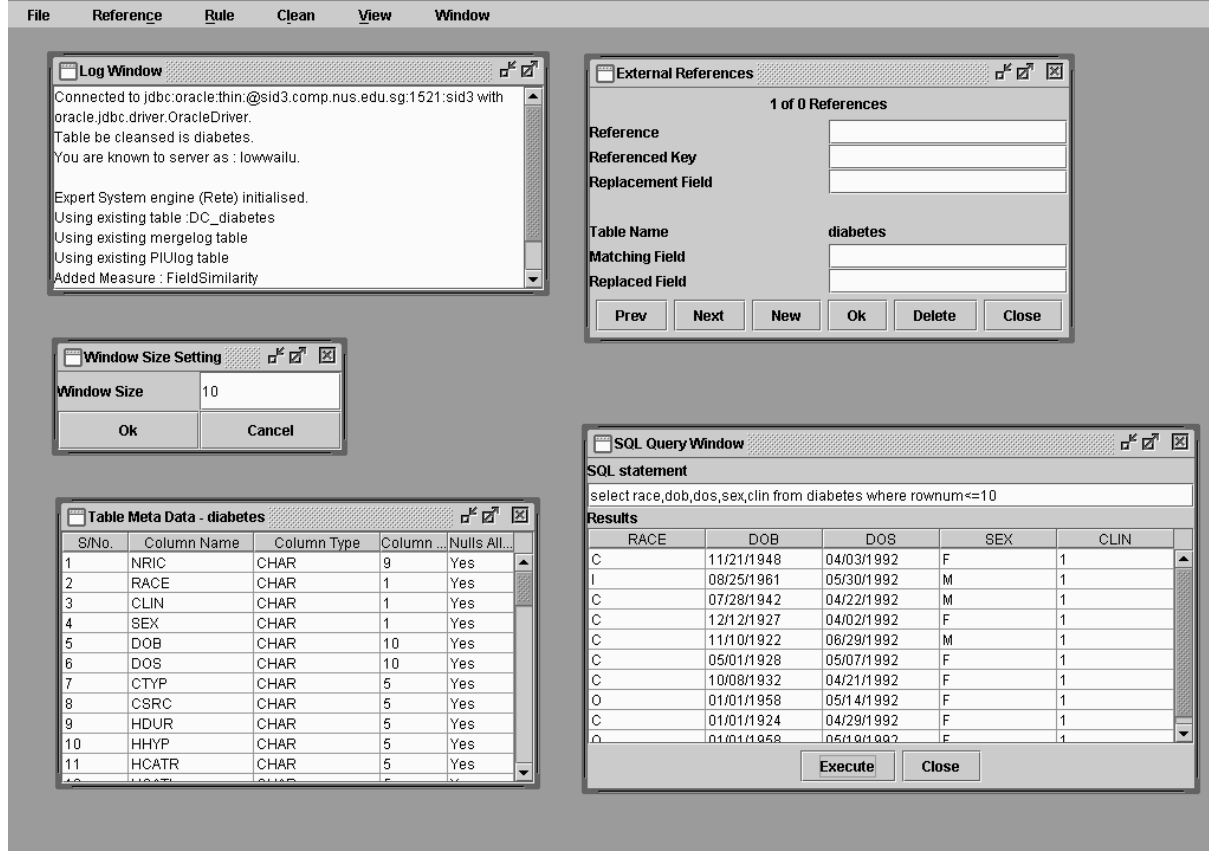 File Reference Rule Clean View Window
Log Window
Connected to jdbc:oracle:thin:@sid3.comp.nus.edu.sg:1521:sid3 with
oracle.jdbc.driver.OracleDriver.
Table be cleansed is diabetes.
You are known to server as : lowwailu.
Expert System engine (Rete) initialised.
Using existing table :DC_diabetes
Using existing mergelog table
Using existing PIUlog table
Added Measure : FieldSimilarity
External References
1 of 0 References
Reference
Referenced Key
Replacement Field
Table Name diabetes
Matching Field
Replaced Field
Prev Next New Ok Delete Close
Window Size Setting
Window Size 10
Ok Cancel
Table Meta Data - diabetes
S/No. Column Name Column Type Column ... Nulls All...
1 NRIC CHAR 9 Yes
2 RACE CHAR 1 Yes
3 CLIN CHAR 1 Yes
4 SEX CHAR 1 Yes
5 DOB CHAR 10 Yes
6 DOS CHAR 10 Yes
7 CTYP CHAR 5 Yes
8 CSRC CHAR 5 Yes
9 HDUR CHAR 5 Yes
10 HHYP CHAR 5 Yes
11 HCATR CHAR 5 Yes
SQL Query Window
SQL statement
select race,dob,dos,sex,clin from diabetes where rownum<=10
Results
RACE DOB DOS SEX CLIN
C 11/21/1948 04/03/1992 F 1
I 08/25/1961 05/30/1992 M 1
C 07/28/1942 04/22/1992 M 1
C 12/12/1927 04/02/1992 F 1
C 11/10/1922 06/29/1992 M 1
C 05/01/1928 05/07/1992 F 1
C 10/08/1932 04/21/1992 F 1
O 01/01/1958 05/14/1992 F 1
C 01/01/1924 04/29/1992 F 1
O 01/01/1958 05/19/1992 F 1
Execute Close